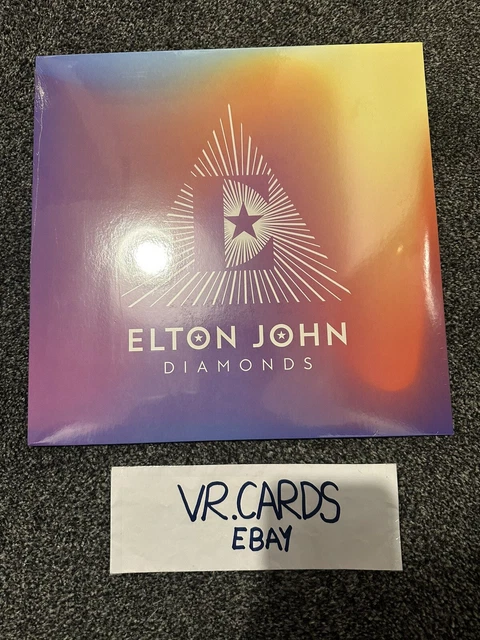 E
ELTON JOHN
DIAMONDS
VR.CARDS
EBAY